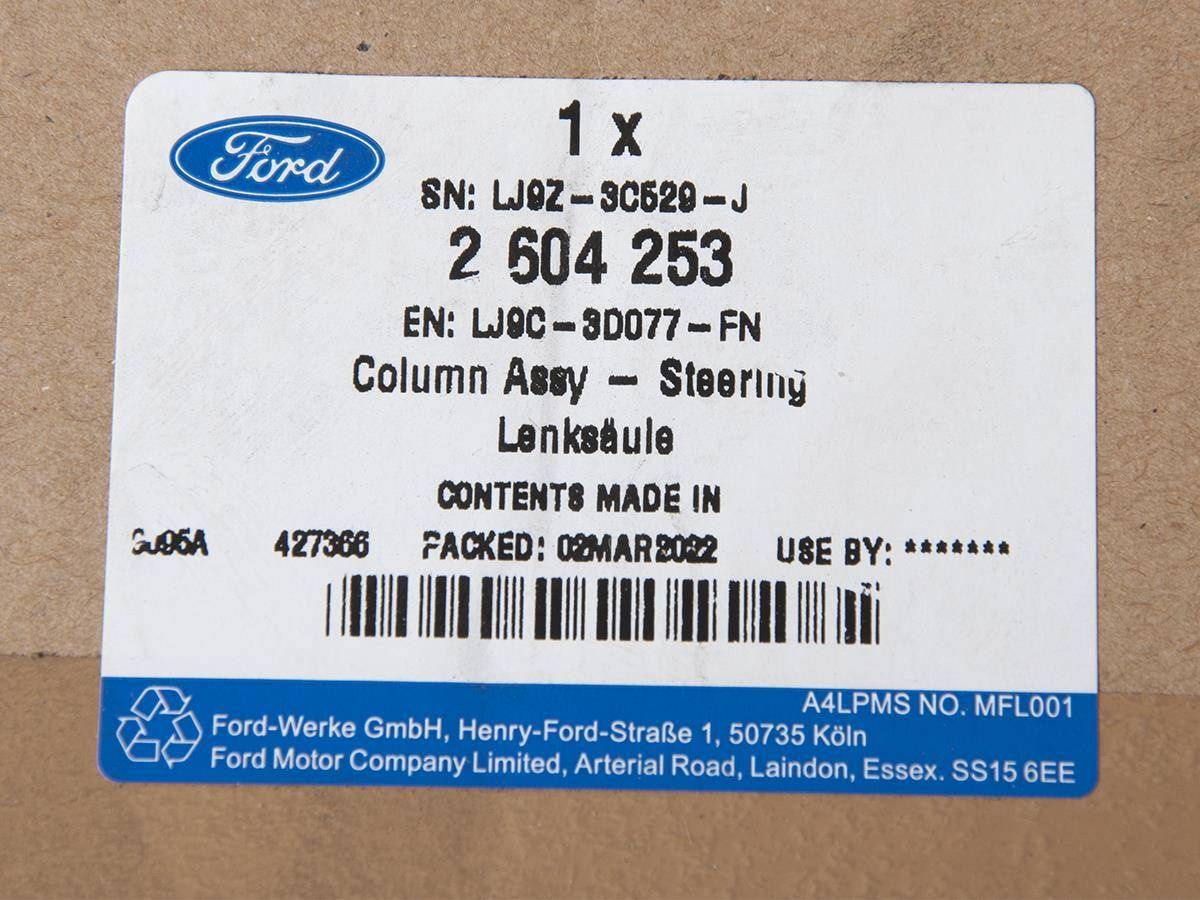 Ford
1 x
SN: LJ9Z-3C529-J
2 604 253
EN: LJ9C-3D077-FN
Column Assy - Steering
Lenksäule
CONTENTS MADE IN
427366 PACKED: 02MAR2022 USE BY: *******
A4LPMS NO. MFL001
Ford-Werke GmbH, Henry-Ford-Straße 1, 50735 Köln
Ford Motor Company Limited, Arterial Road, Laindon, Essex. SS15 6EE